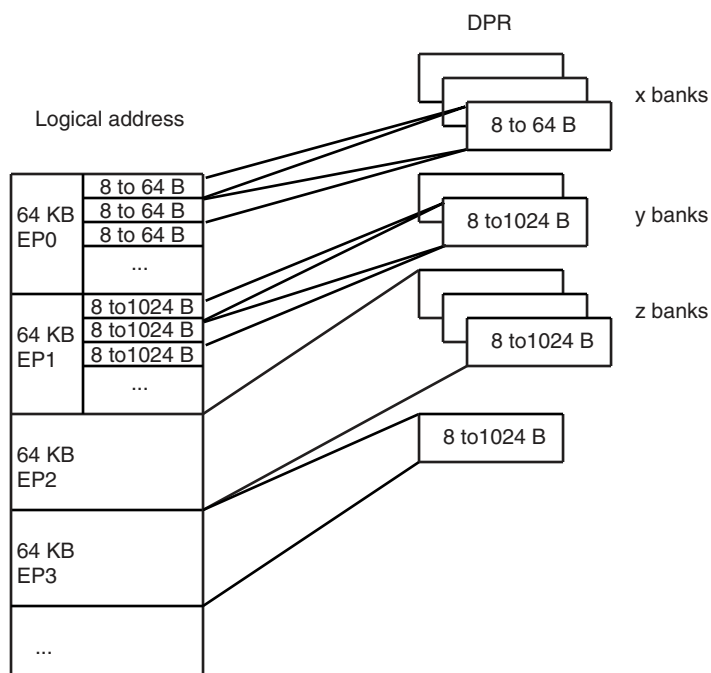 DPR
x banks
8 to 64 B
Logical address
64 KB
EP0
8 to 64 B
8 to 64 B
8 to 64 B
...
y banks
8 to1024 B
z banks
8 to1024 B
64 KB
EP1
8 to1024 B
8 to1024 B
8 to1024 B
...
8 to1024 B
64 KB
EP2
64 KB
EP3
...